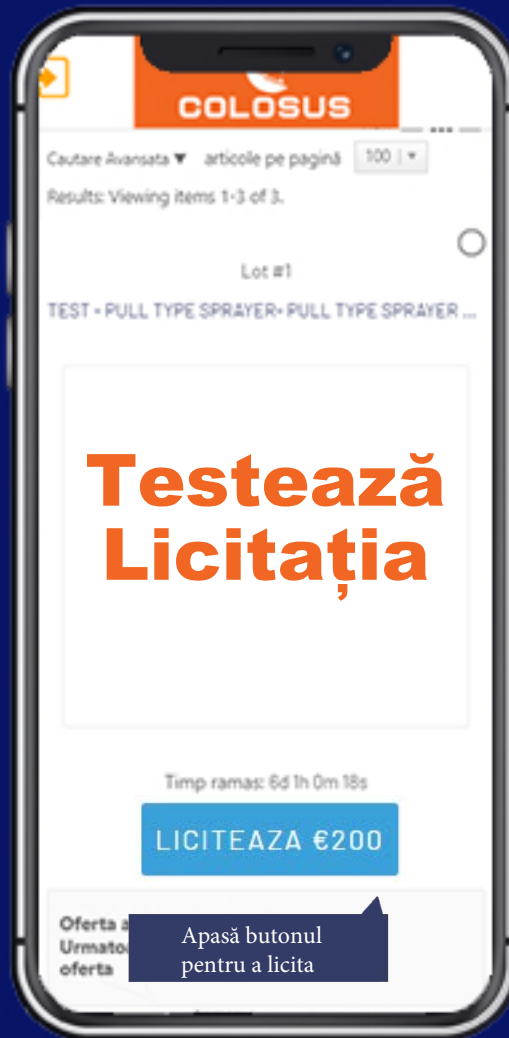 COLOSUS
Cautare Avansata ▼ articole pe pagină 100
Results: Viewing items 1-3 of 3.
Lot #1
TEST - PULL TYPE SPRAYER- PULL TYPE SPRAYER ...
Testează
Licitația
Timp ramas: 6d 1h 0m 18s
LICITEAZA €200
Oferta
oferta
Apasă butonul
pentru a licita